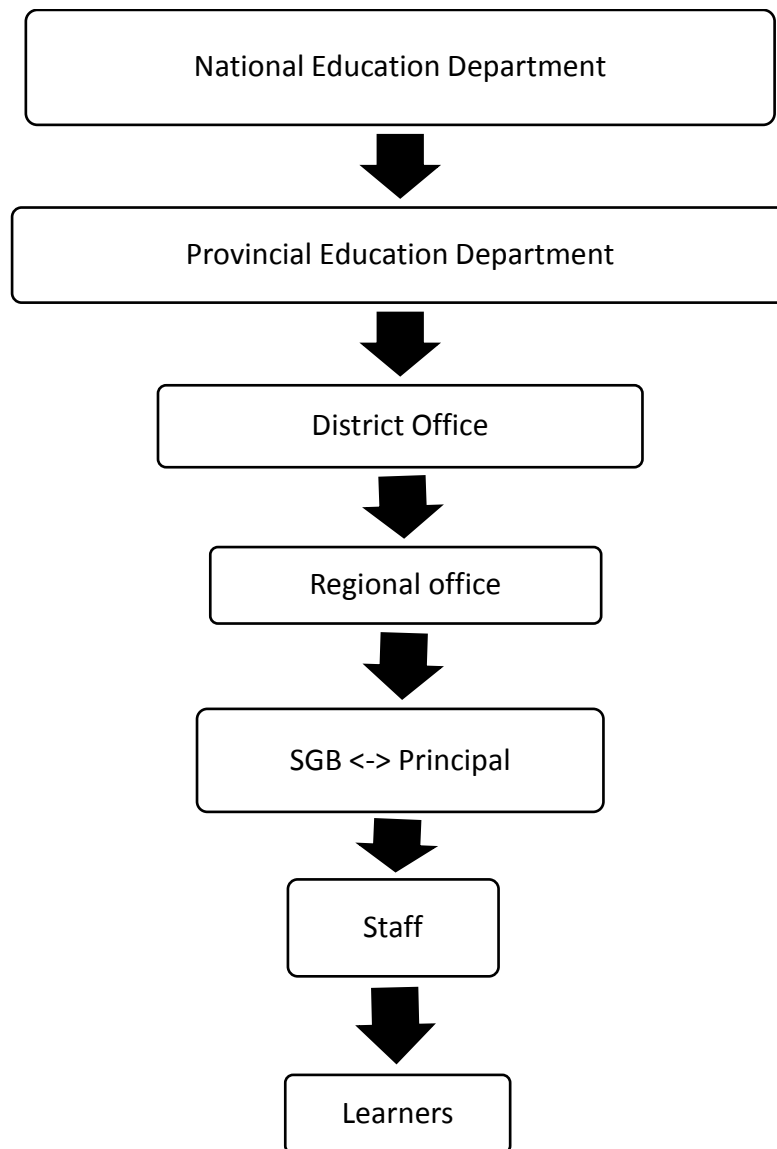 National Education Department
Provincial Education Department
District Office
Regional office
SGB <-> Principal
Staff
Learners